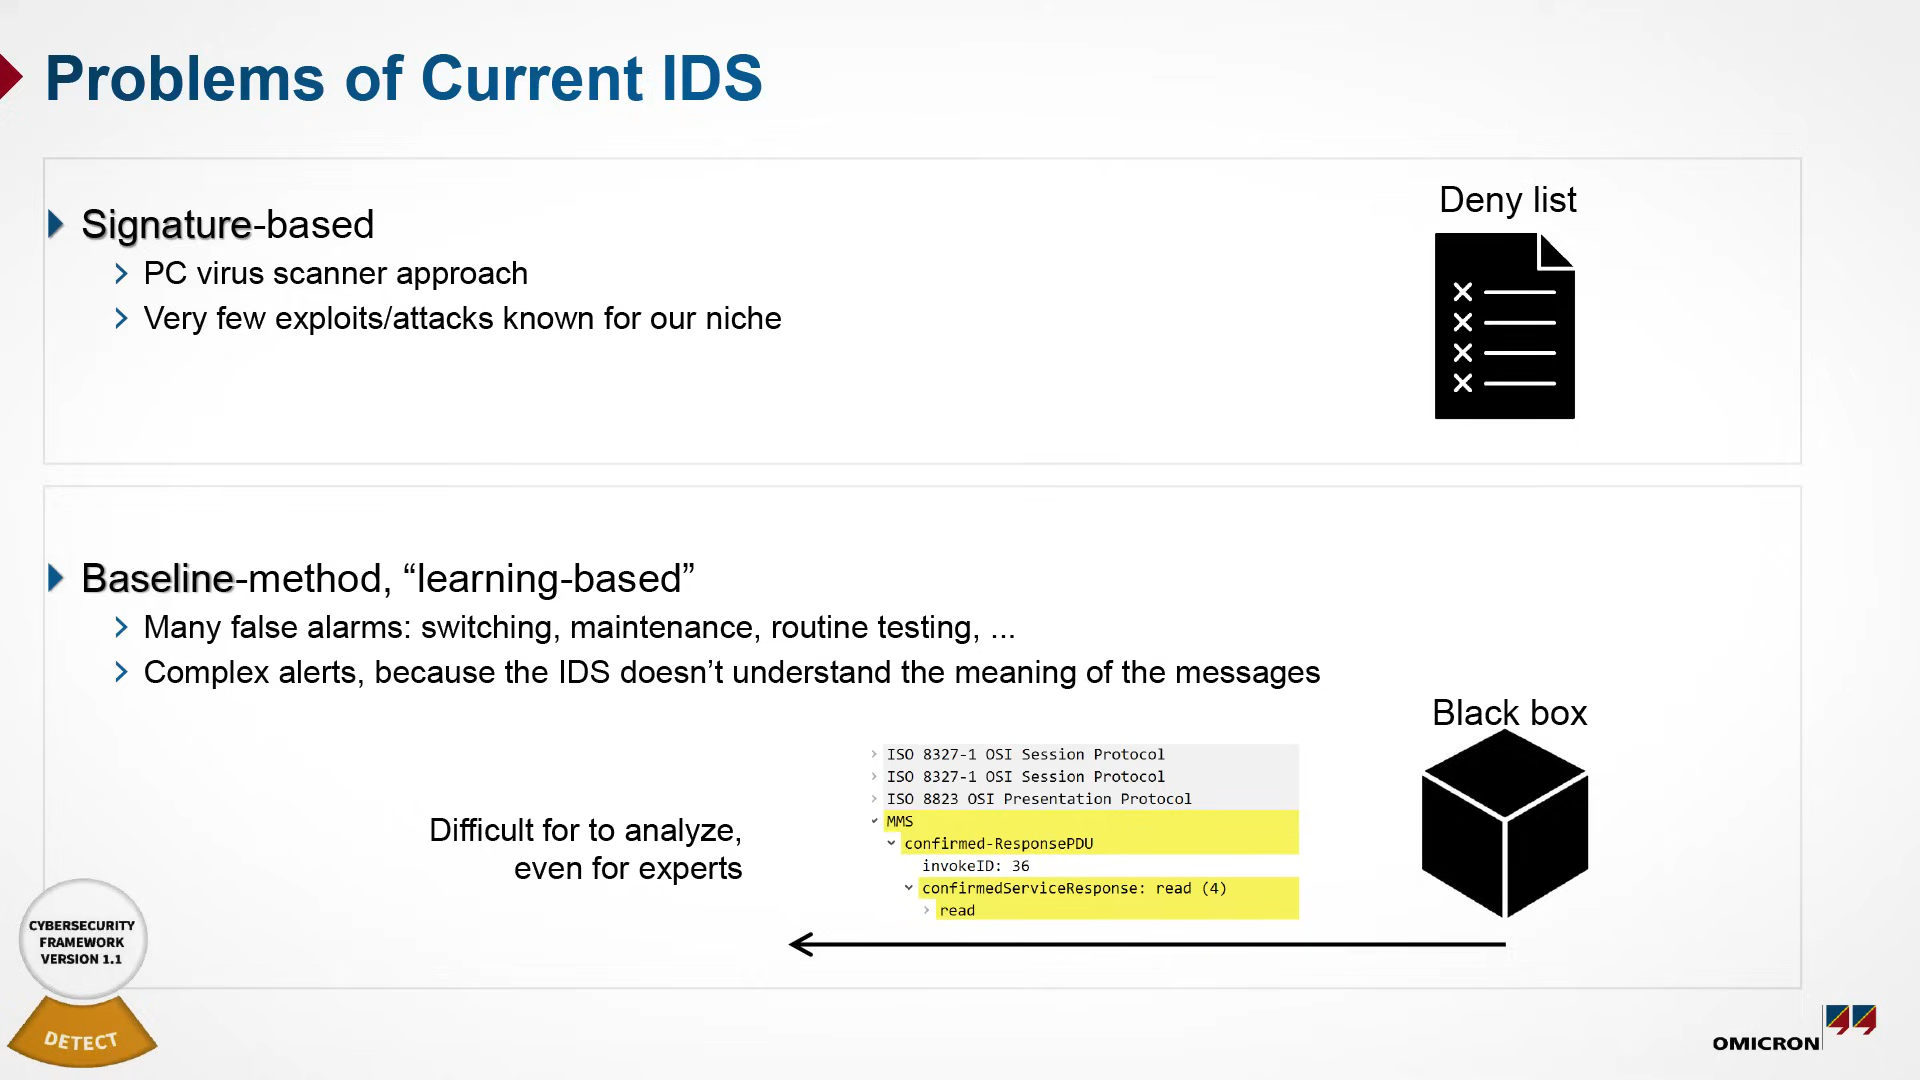 Problems of Current IDS
Deny list
Signature-based
PC virus scanner approach
Very few exploits/attacks known for our niche
Baseline-method, “learning-based”
Many false alarms: switching, maintenance, routine testing, ...
Complex alerts, because the IDS doesn’t understand the meaning of the messages
Black box
ISO 8327-1 OSI Session Protocol
ISO 8327-1 OSI Session Protocol
ISO 8823 OSI Presentation Protocol
MMS
confirmed-ResponsePDU
invokeID: 36
confirmedServiceResponse: read (4)
read
Difficult for to analyze,
even for experts
CYBERSECURITY
FRAMEWORK
VERSION 1.1
DETECT
OMICRON